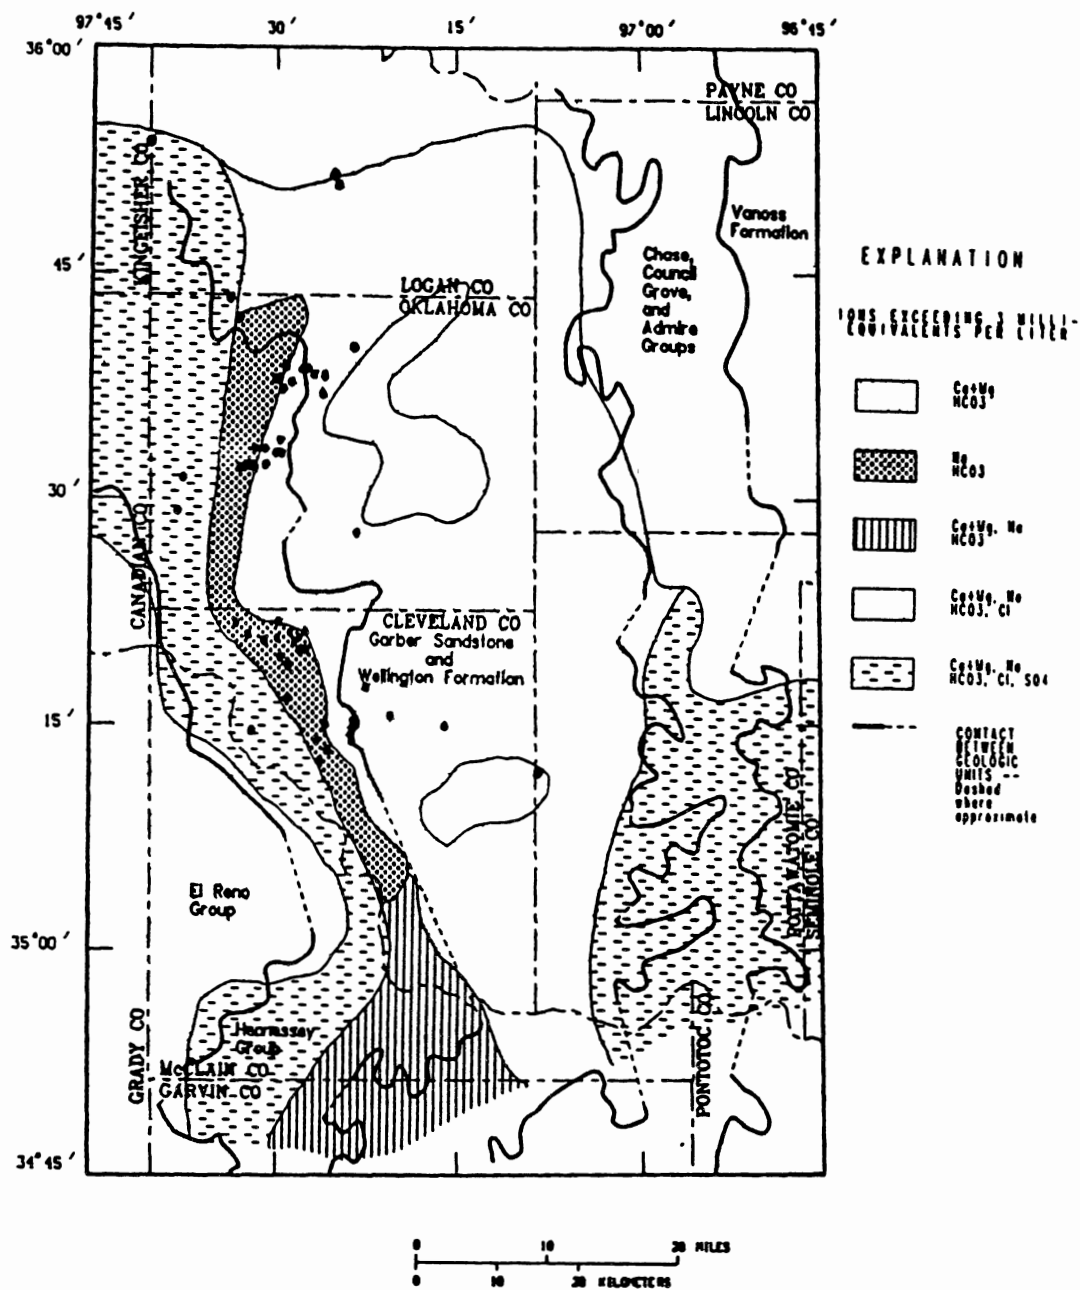 97°45′ 30′ 15′ 97°00′ 96°45′
36°00′
PAYNE CO
LINCOLN CO
KINGFISHER CO
Vanoss
Formation
Chase,
Council
Grove,
and
Admire
Groups
45′
LOGAN CO
OKLAHOMA CO
EXPLANATION
IONS EXCEEDING 3 MILLI-
EQUIVALENTS PER LITER
Ca+Mg
HCO3
Na
HCO3
30′
CANADIAN CO
Ca+Mg, Na
HCO3
Ca+Mg, Na
HCO3, Cl
CLEVELAND CO
Garber Sandstone
and
Wellington Formation
Ca+Mg, Na
HCO3, Cl, SO4
15′
CONTACT
BETWEEN
GEOLOGIC
UNITS --
Dashed
where
approximate
POTTAWATOMIE CO
SEMINOLE CO
El Reno
Group
35°00′
GRADY CO
Hennessey
Group
McCLAIN CO
GARVIN CO
PONTOTOC CO
34°45′
0 10 20 MILES
0 10 20 KILOMETERS